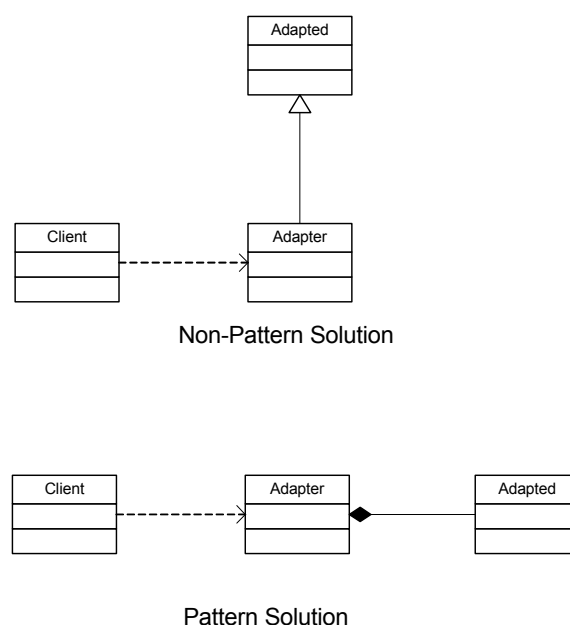 Adapted
Client
Adapter
Non-Pattern Solution
Client
Adapter
Adapted
Pattern Solution